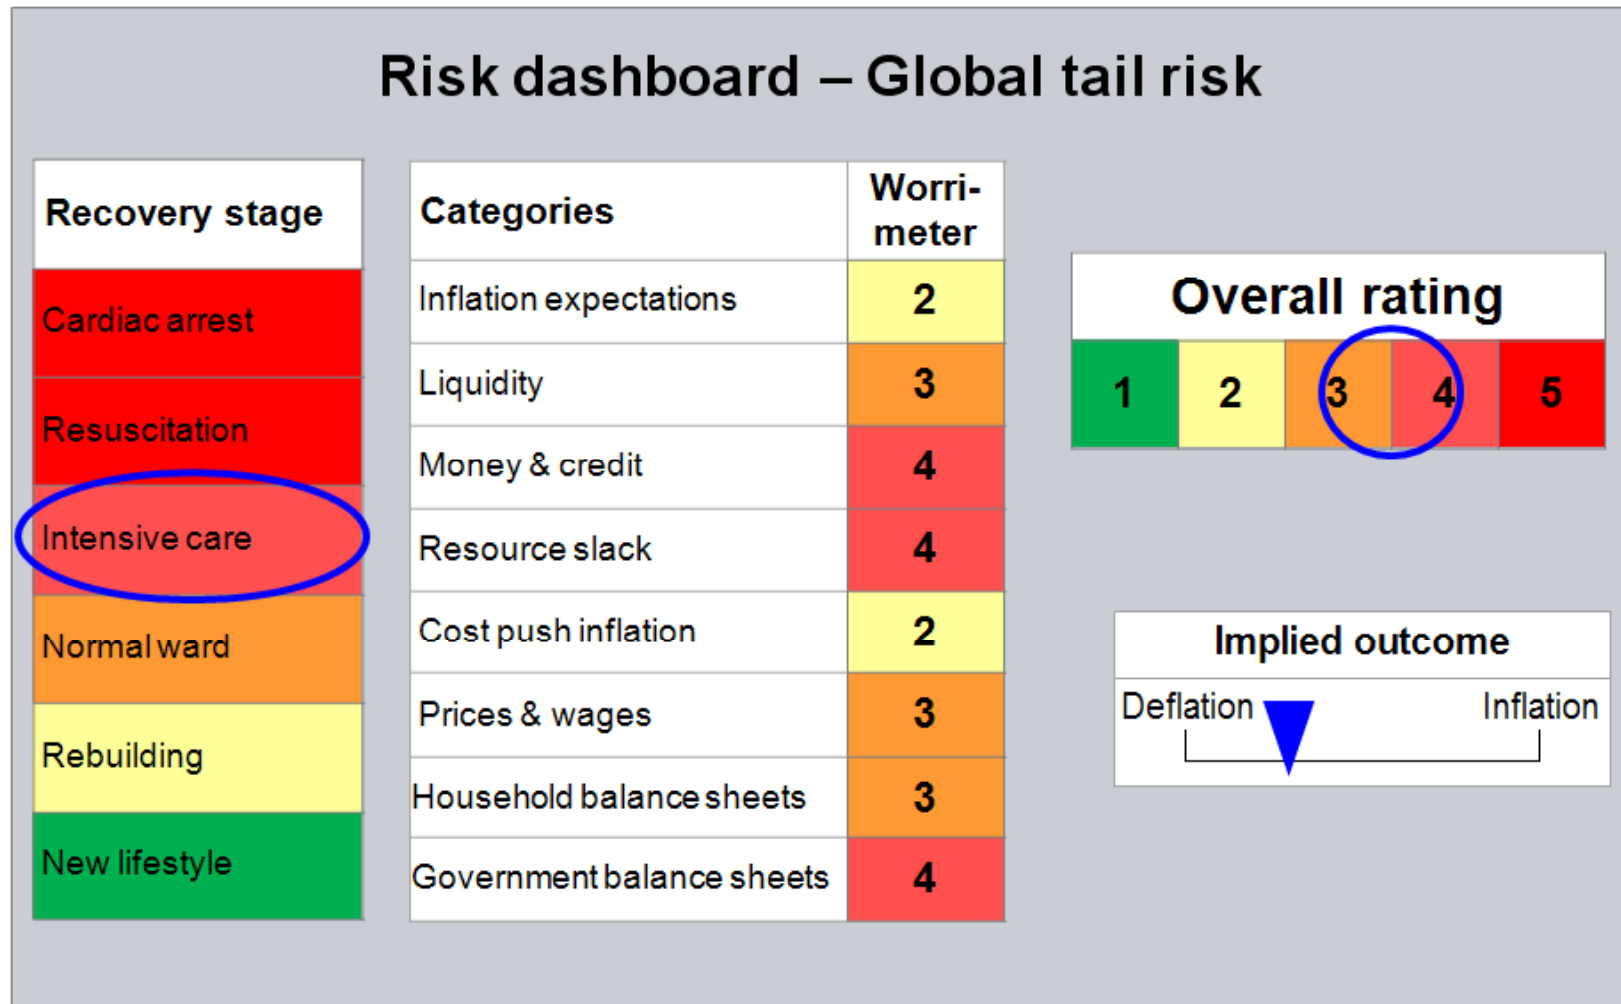 Risk dashboard – Global tail risk
Recovery stage
Cardiac arrest
Resuscitation
Intensive care
Normal ward
Rebuilding
New lifestyle
Categories
Worri-
meter
Inflation expectations 2
Liquidity 3
Money & credit 4
Resource slack 4
Cost push inflation 2
Prices & wages 3
Household balance sheets 3
Government balance sheets 4
Overall rating
1 2 3 4 5
Implied outcome
Deflation Inflation